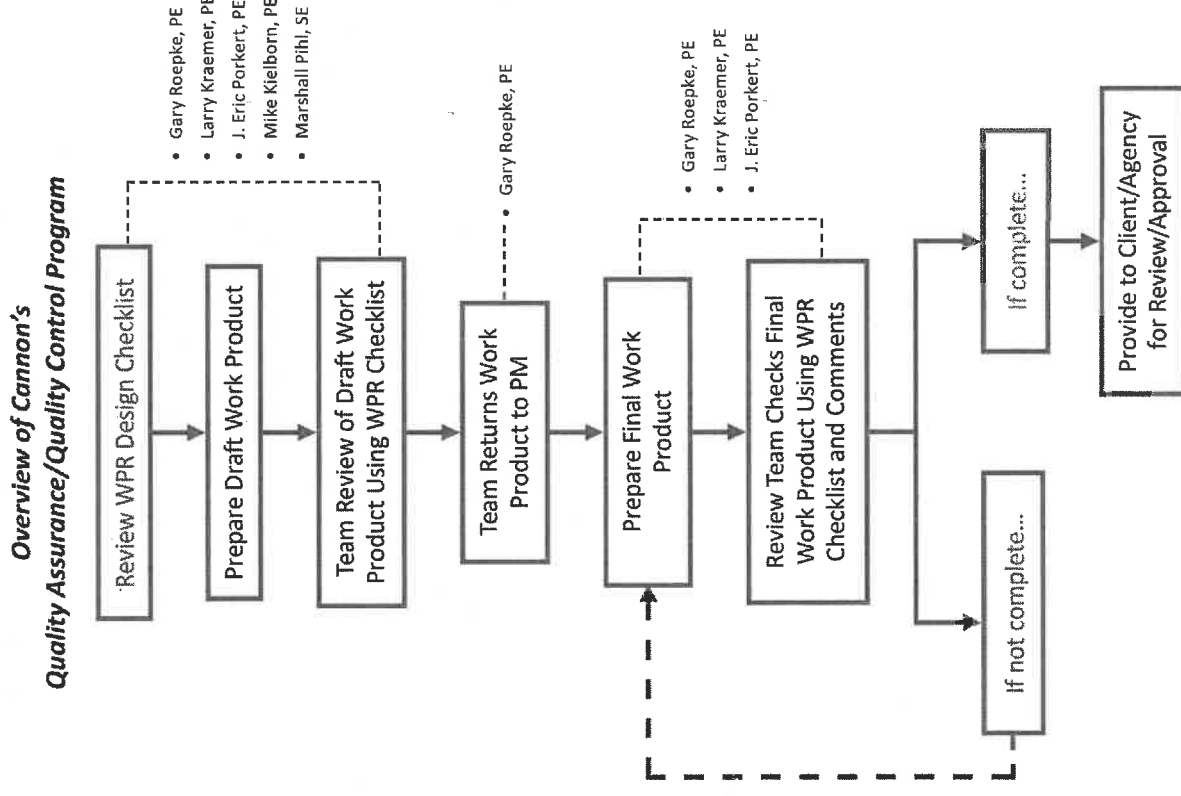 Overview of Cannon's
Quality Assurance/Quality Control Program
Review WPR Design Checklist
Prepare Draft Work Product
Team Review of Draft Work
Product Using WPR Checklist
• Gary Roepke, PE
• Larry Kraemer, PE
• J. Eric Porkert, PE
• Mike Kielborn, PE
• Marshall Pihl, SE
Team Returns Work
Product to PM
• Gary Roepke, PE
Prepare Final Work
Product
Review Team Checks Final
Work Product Using WPR
Checklist and Comments
• Gary Roepke, PE
• Larry Kraemer, PE
• J. Eric Porkert, PE
If not complete...
If complete...
Provide to Client/Agency
for Review/Approval